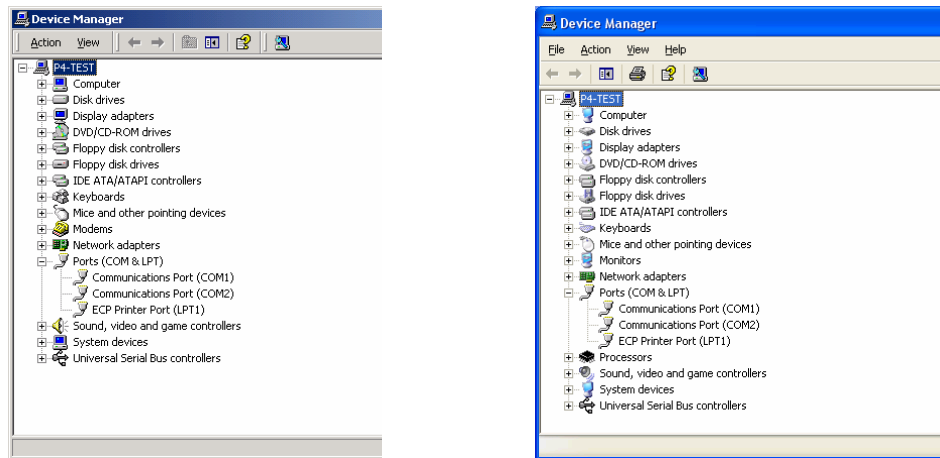 Device Manager
Action View
P4-TEST
Computer
Disk drives
Display adapters
DVD/CD-ROM drives
Floppy disk controllers
Floppy disk drives
IDE ATA/ATAPI controllers
Keyboards
Mice and other pointing devices
Modems
Network adapters
Ports (COM & LPT)
Communications Port (COM1)
Communications Port (COM2)
ECP Printer Port (LPT1)
Sound, video and game controllers
System devices
Universal Serial Bus controllers
Device Manager
File Action View Help
P4-TEST
Computer
Disk drives
Display adapters
DVD/CD-ROM drives
Floppy disk controllers
Floppy disk drives
IDE ATA/ATAPI controllers
Keyboards
Mice and other pointing devices
Monitors
Network adapters
Ports (COM & LPT)
Communications Port (COM1)
Communications Port (COM2)
ECP Printer Port (LPT1)
Processors
Sound, video and game controllers
System devices
Universal Serial Bus controllers